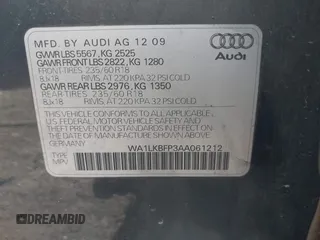 MFD. BY AUDI AG 12 09
GVWR LBS 5567, KG 2525
GAWR FRONT LBS 2822, KG 1280
FRONT-TIRES: 235/60 R18
8Jx18 RIMS, AT 220 KPA 32 PSI COLD
GAWR REAR LBS 2976, KG 1350
REAR-TIRES: 235/60 R18
8Jx18 RIMS, AT 220 KPA 32 PSI COLD
Audi
THIS VEHICLE CONFORMS TO ALL APPLICABLE
U.S. FEDERAL MOTOR VEHICLE SAFETY AND
THEFT PREVENTION STANDARDS IN EFFECT ON
THE DATE OF MANUFACTURE SHOWN ABOVE.
VIN: WA1LKBFP3AA061212
TYPE: MPV
MADE IN GERMANY
DREAMBID